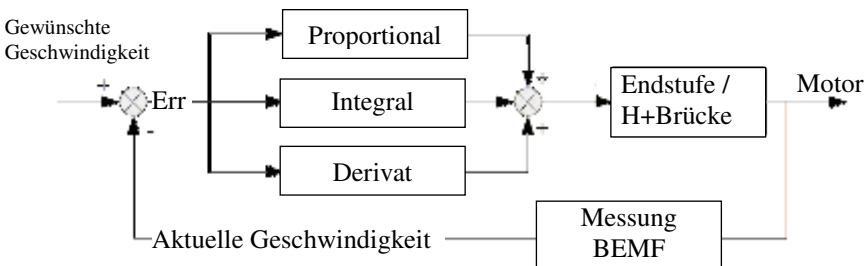 Gewünschte
Geschwindigkeit
+
-
Err
Proportional
Integral
Derivat
+
+
Endstufe /
H+Brücke
Motor
Messung
BEMF
Aktuelle Geschwindigkeit